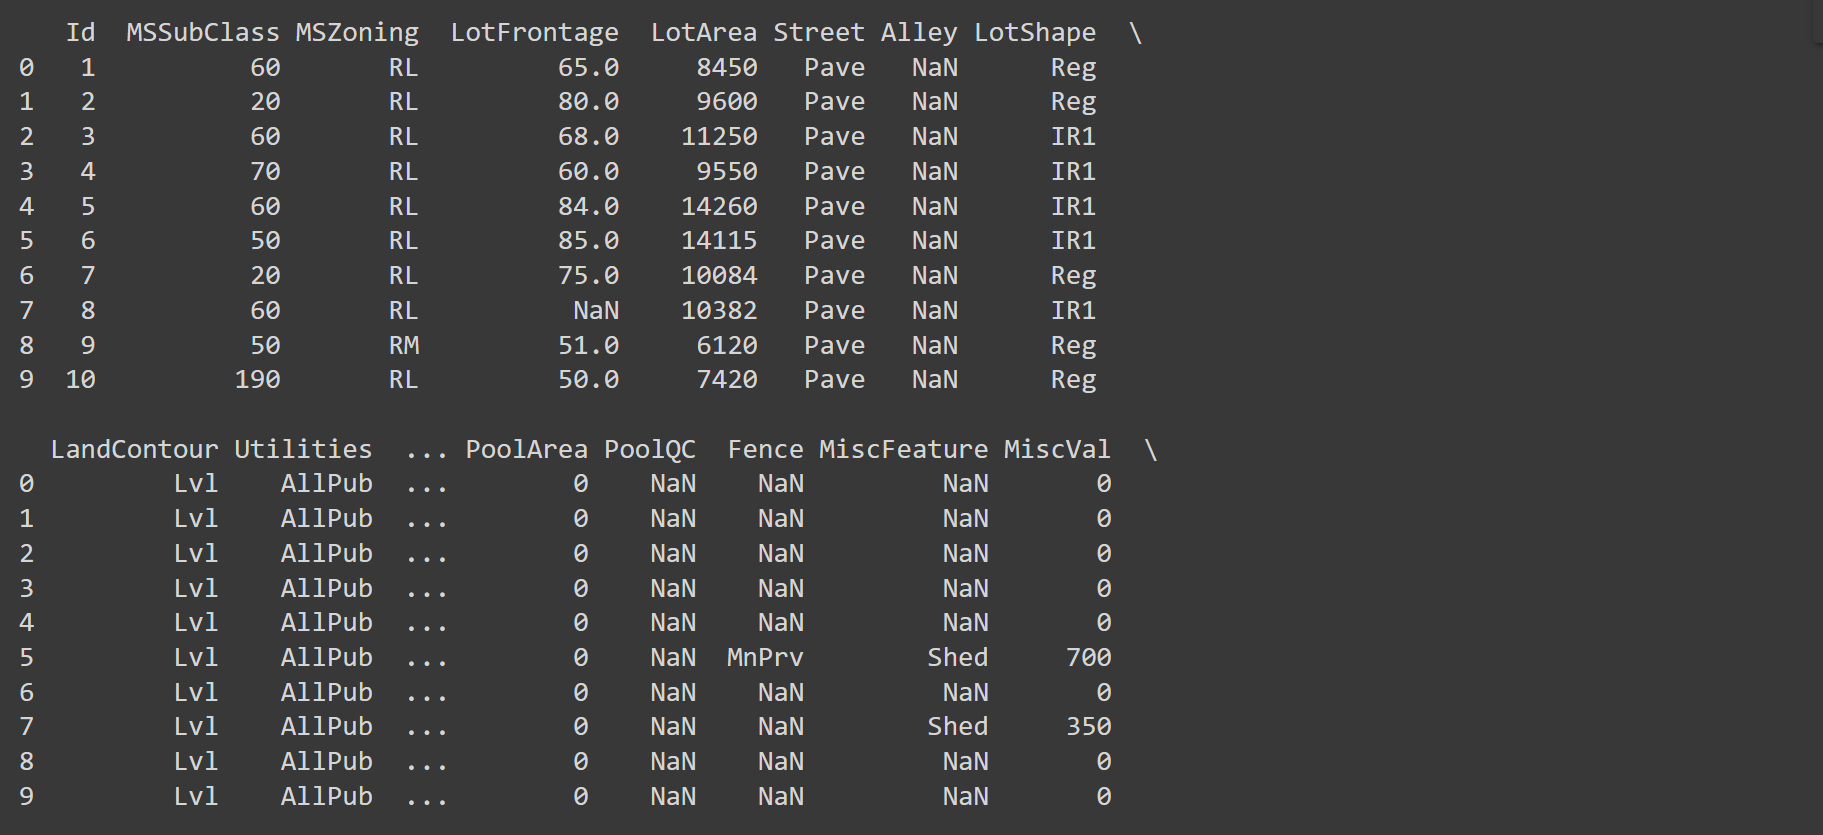 Id MSSubClass MSZoning LotFrontage LotArea Street Alley LotShape \
0 1 60 RL 65.0 8450 Pave NaN Reg
1 2 20 RL 80.0 9600 Pave NaN Reg
2 3 60 RL 68.0 11250 Pave NaN IR1
3 4 70 RL 60.0 9550 Pave NaN IR1
4 5 60 RL 84.0 14260 Pave NaN IR1
5 6 50 RL 85.0 14115 Pave NaN IR1
6 7 20 RL 75.0 10084 Pave NaN Reg
7 8 60 RL NaN 10382 Pave NaN IR1
8 9 50 RM 51.0 6120 Pave NaN Reg
9 10 190 RL 50.0 7420 Pave NaN Reg
LandContour Utilities ... PoolArea PoolQC Fence MiscFeature MiscVal \
0 Lvl AllPub ... 0 NaN NaN NaN 0
1 Lvl AllPub ... 0 NaN NaN NaN 0
2 Lvl AllPub ... 0 NaN NaN NaN 0
3 Lvl AllPub ... 0 NaN NaN NaN 0
4 Lvl AllPub ... 0 NaN NaN NaN 0
5 Lvl AllPub ... 0 NaN MnPrv Shed 700
6 Lvl AllPub ... 0 NaN NaN NaN 0
7 Lvl AllPub ... 0 NaN NaN Shed 350
8 Lvl AllPub ... 0 NaN NaN NaN 0
9 Lvl AllPub ... 0 NaN NaN NaN 0